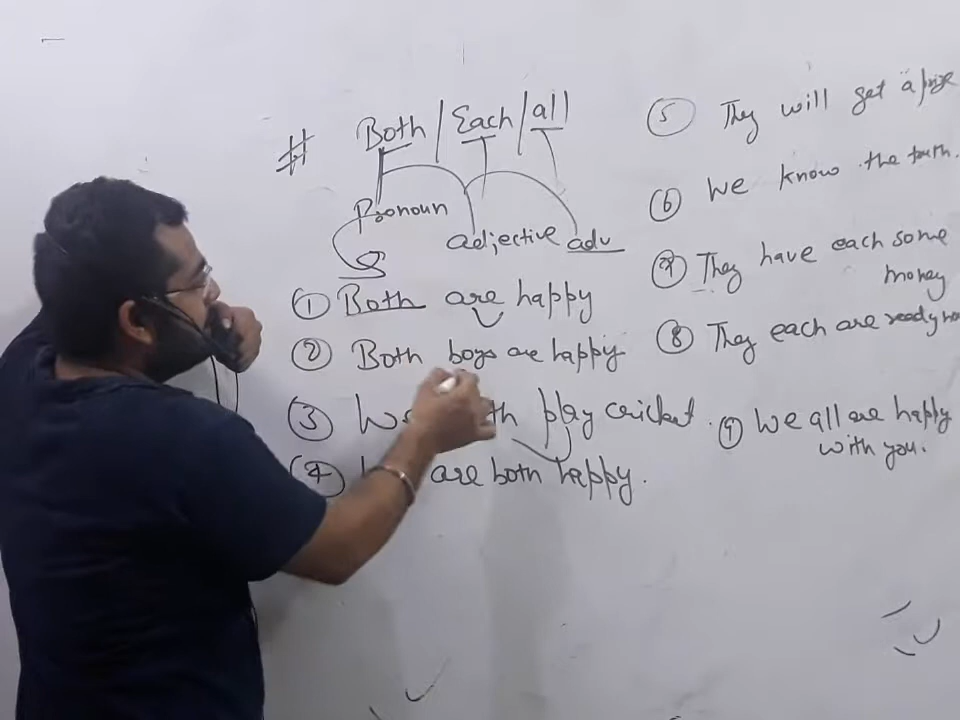 # Both / Each / all
Pronoun
adjective adv
① Both are happy
② Both boys are happy
③ We play cricket.
④ are both happy.
⑤ They will get a prize
⑥ We know the truth.
⑦ They have each some
money
⑧ They each are ready
⑨ We all are happy
with you.